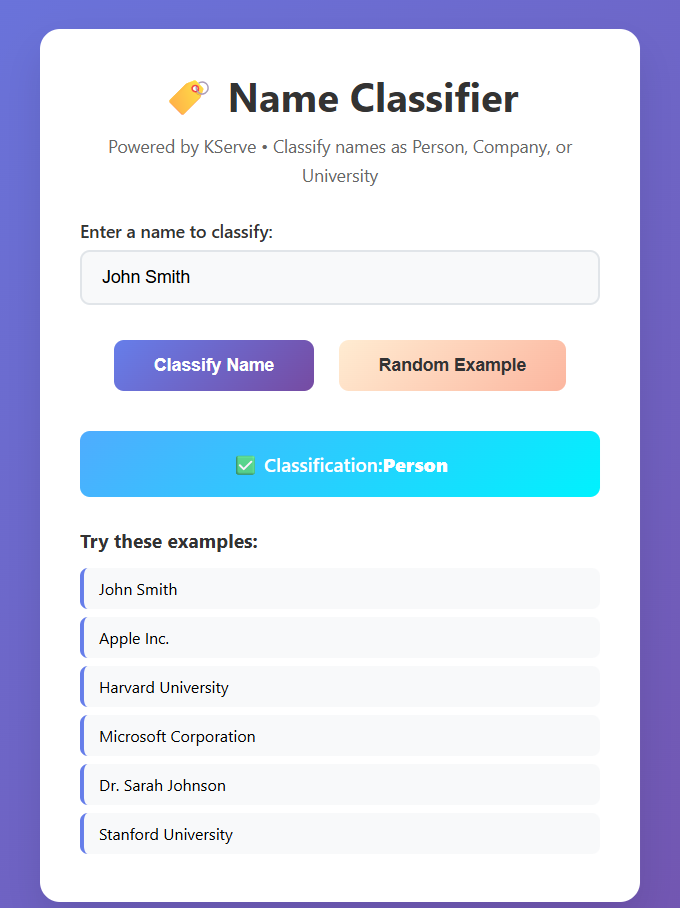 Name Classifier
Powered by KServe • Classify names as Person, Company, or
University
Enter a name to classify:
John Smith
Classify Name
Random Example
Classification:Person
Try these examples:
John Smith
Apple Inc.
Harvard University
Microsoft Corporation
Dr. Sarah Johnson
Stanford University